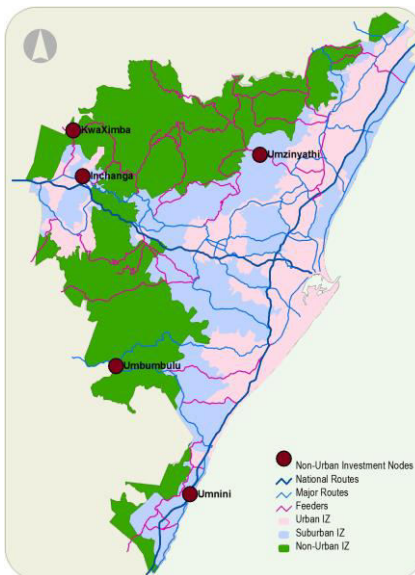 KwaXimba
Umzinyathi
Inchanga
Umbumbulu
Umnini
Non-Urban Investment Nodes
National Routes
Major Routes
Feeders
Urban IZ
Suburban IZ
Non-Urban IZ